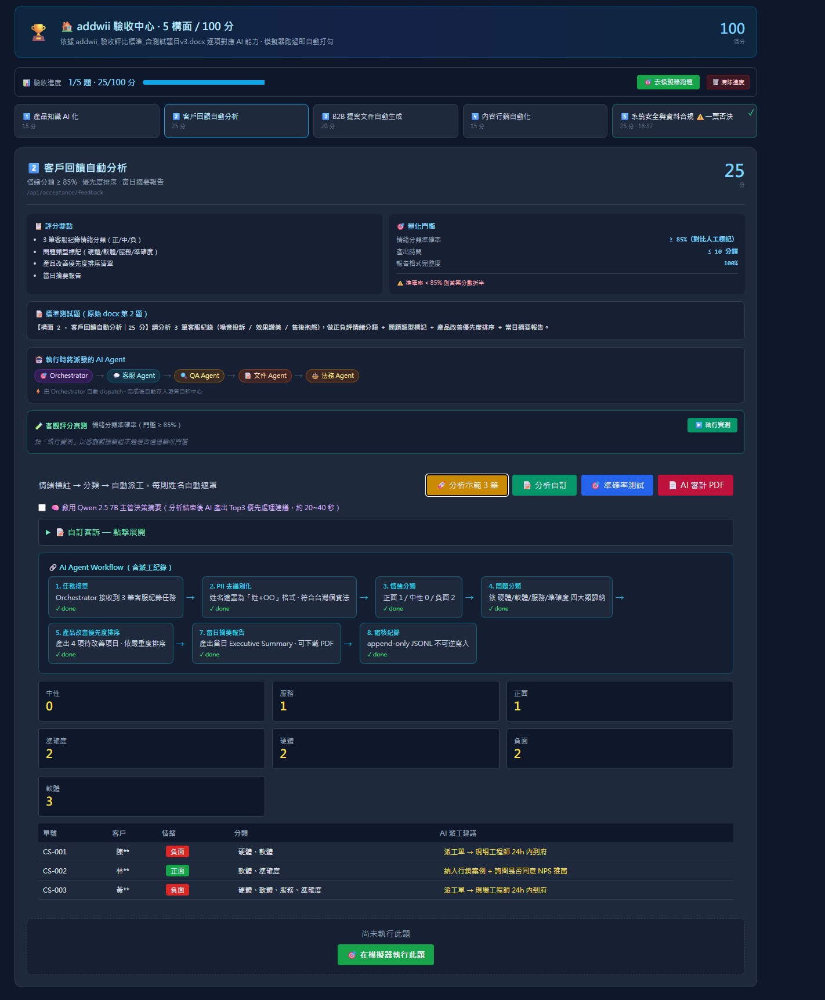 🏠 addwii 驗收中心 · 5 構面 / 100 分
依據 addwii_驗收評比標準_含測試題目v3.docx 逐項對應 AI 能力 · 模擬器跑過即自動打勾
100
滿分
📊 驗收進度 1/5 題 · 25/100 分
🎯 去模擬器跑題
🗑 清除進度
1️⃣ 產品知識 AI 化
15 分
2️⃣ 客戶回饋自動分析
25 分
3️⃣ B2B 提案文件自動生成
20 分
4️⃣ 內容行銷自動化
15 分
5️⃣ 系統安全與資料合規 ⚠️一票否決 ✓
25 分 · 18:37
2️⃣ 客戶回饋自動分析
情緒分類 ≥ 85% · 優先度排序 · 當日摘要報告
/api/acceptance/feedback
25
分
📋 評分要點
• 3 筆客服紀錄情緒分類（正/中/負）
• 問題類型標記（硬體/軟體/服務/準確度）
• 產品改善優先度排序清單
• 當日摘要報告
🎯 量化門檻
情緒分類準確率 ≥ 85%（對比人工標記）
產出時間 ≤ 10 分鐘
報告格式完整度 100%
⚠️ 準確率 < 85% 則答案分數折半
📝 標準測試題（原始 docx 第 2 題）
【構面 2 · 客戶回饋自動分析｜25 分】請分析 3 筆客服紀錄（噪音投訴 / 效果讚美 / 售後抱怨），做正負評情緒分類 + 問題類型標記 + 產品改善優先度排序 + 當日摘要報告。
🤖 執行時將派發的 AI Agent
🎯 Orchestrator → 💬 客服 Agent → 🔍 QA Agent → 📝 文件 Agent → ⚖️ 法務 Agent
⚡ 由 Orchestrator 自動 dispatch · 完成後自動存入凌策自評中心
🧪 客觀評分實測 情緒分類準確率（門檻 ≥ 85%）
▶️ 執行實測
點「執行實測」以客觀數據驗證本題是否通過驗收門檻
情緒標註 → 分類 → 自動派工，每則姓名自動遮罩
🚀 分析示範 3 筆
📝 分析自訂
🎯 準確率測試
📄 AI 審計 PDF
🧠 啟用 Qwen 2.5 7B 主管決策摘要（分析結束後 AI 產出 Top3 優先處理建議，約 20~40 秒）
▶ 📝 自訂客訴 — 點擊展開
🔗 AI Agent Workflow（含派工紀錄）
1. 任務接單
Orchestrator 接收到 3 筆客服紀錄任務
✓ done
→
2. PII 去識別化
姓名遮罩為「姓+OO」格式 · 符合台灣個資法
✓ done
→
3. 情緒分類
正面 1 / 中性 0 / 負面 2
✓ done
→
4. 問題分類
依 硬體/軟體/服務/準確度 四大類歸納
✓ done
→
5. 產品改善優先度排序
產出 4 項待改善項目 · 依嚴重度排序
✓ done
→
7. 當日摘要報告
產出當日 Executive Summary · 可下載 PDF
✓ done
→
8. 稽核紀錄
append-only JSONL 不可逆寫入
✓ done
中性
0
服務
1
正面
1
準確度
2
硬體
2
負面
2
軟體
3
單號 客戶 情緒 分類 AI 派工建議
CS-001 陳** 負面 硬體、軟體 派工單 → 現場工程師 24h 內到府
CS-002 林** 正面 軟體、準確度 納入行銷案例 + 詢問是否同意 NPS 推薦
CS-003 黃** 負面 硬體、軟體、服務、準確度 派工單 → 現場工程師 24h 內到府
尚未執行此題
🎯 在模擬器執行此題